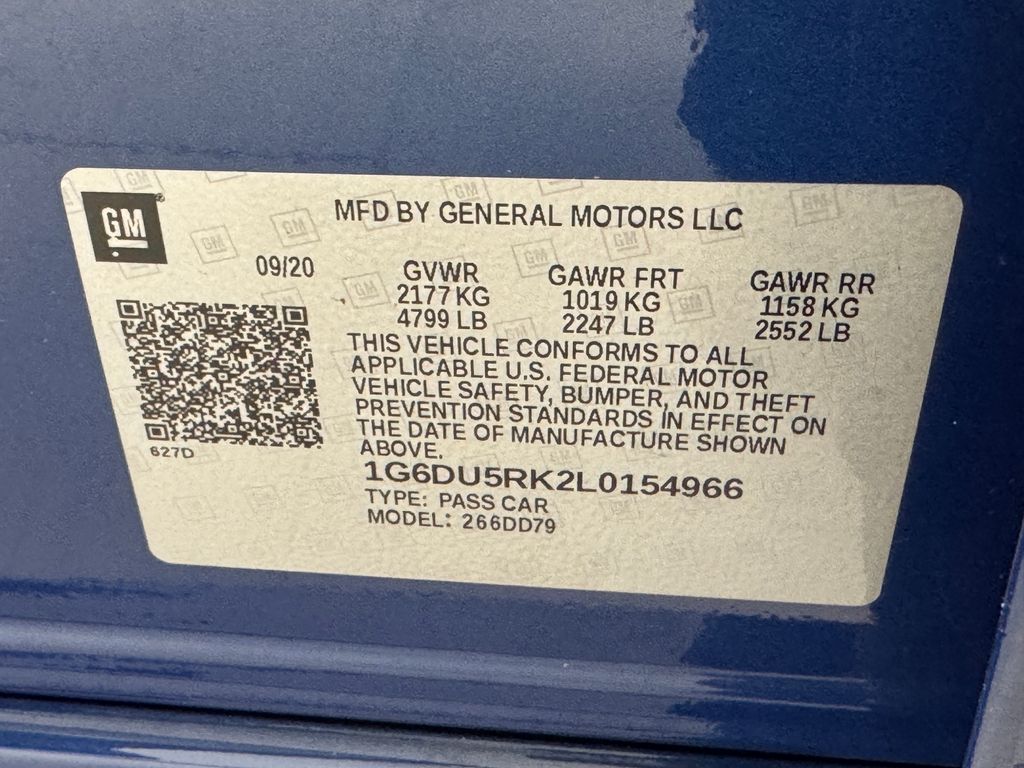 GM
MFD BY GENERAL MOTORS LLC
09/20
GVWR GAWR FRT GAWR RR
2177 KG 1019 KG 1158 KG
4799 LB 2247 LB 2552 LB
THIS VEHICLE CONFORMS TO ALL
APPLICABLE U.S. FEDERAL MOTOR
VEHICLE SAFETY, BUMPER, AND THEFT
PREVENTION STANDARDS IN EFFECT ON
THE DATE OF MANUFACTURE SHOWN
ABOVE.
627D
1G6DU5RK2L0154966
TYPE: PASS CAR
MODEL: 266DD79